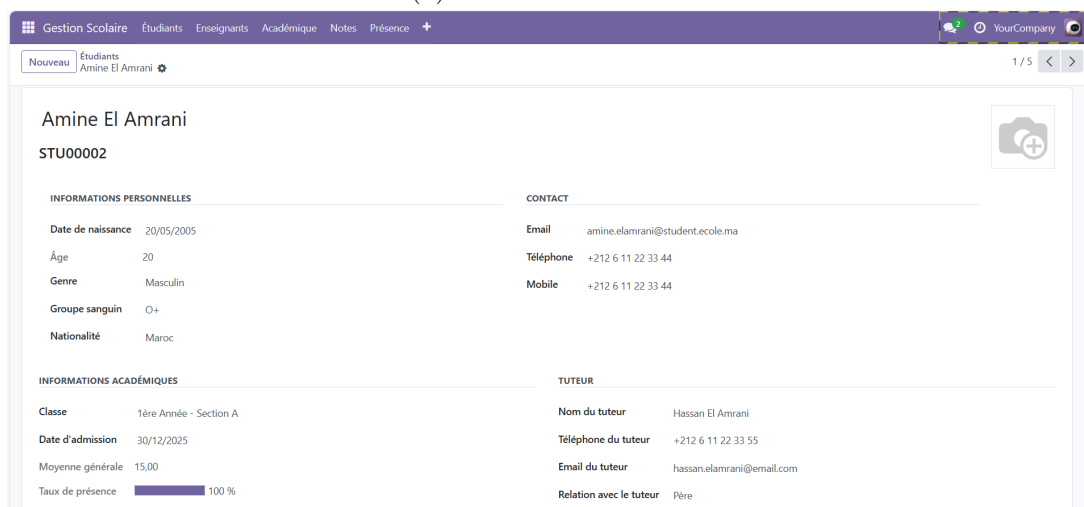 Gestion Scolaire Étudiants Enseignants Académique Notes Présence + 2 YourCompany
Nouveau Étudiants
Amine El Amrani
1 / 5
Amine El Amrani
STU00002
INFORMATIONS PERSONNELLES
Date de naissance 20/05/2005
Âge 20
Genre Masculin
Groupe sanguin O+
Nationalité Maroc
CONTACT
Email amine.elamrani@student.ecole.ma
Téléphone +212 6 11 22 33 44
Mobile +212 6 11 22 33 44
INFORMATIONS ACADÉMIQUES
Classe 1ère Année - Section A
Date d'admission 30/12/2025
Moyenne générale 15,00
Taux de présence 100 %
TUTEUR
Nom du tuteur Hassan El Amrani
Téléphone du tuteur +212 6 11 22 33 55
Email du tuteur hassan.elamrani@email.com
Relation avec le tuteur Père